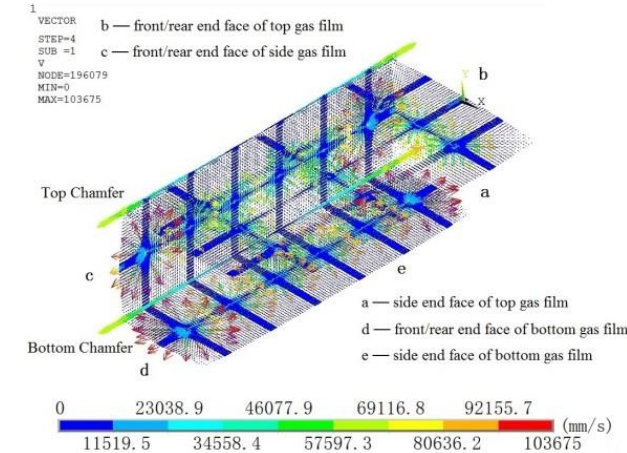 1
VECTOR
STEP=4
SUB =1
V
NODE=196079
MIN=0
MAX=103675
b — front/rear end face of top gas film
c — front/rear end face of side gas film
Y
X
b
Top Chamfer
a
c
e
a — side end face of top gas film
d — front/rear end face of bottom gas film
e — side end face of bottom gas film
Bottom Chamfer
d
0 23038.9 46077.9 69116.8 92155.7
(mm/s)
11519.5 34558.4 57597.3 80636.2 103675